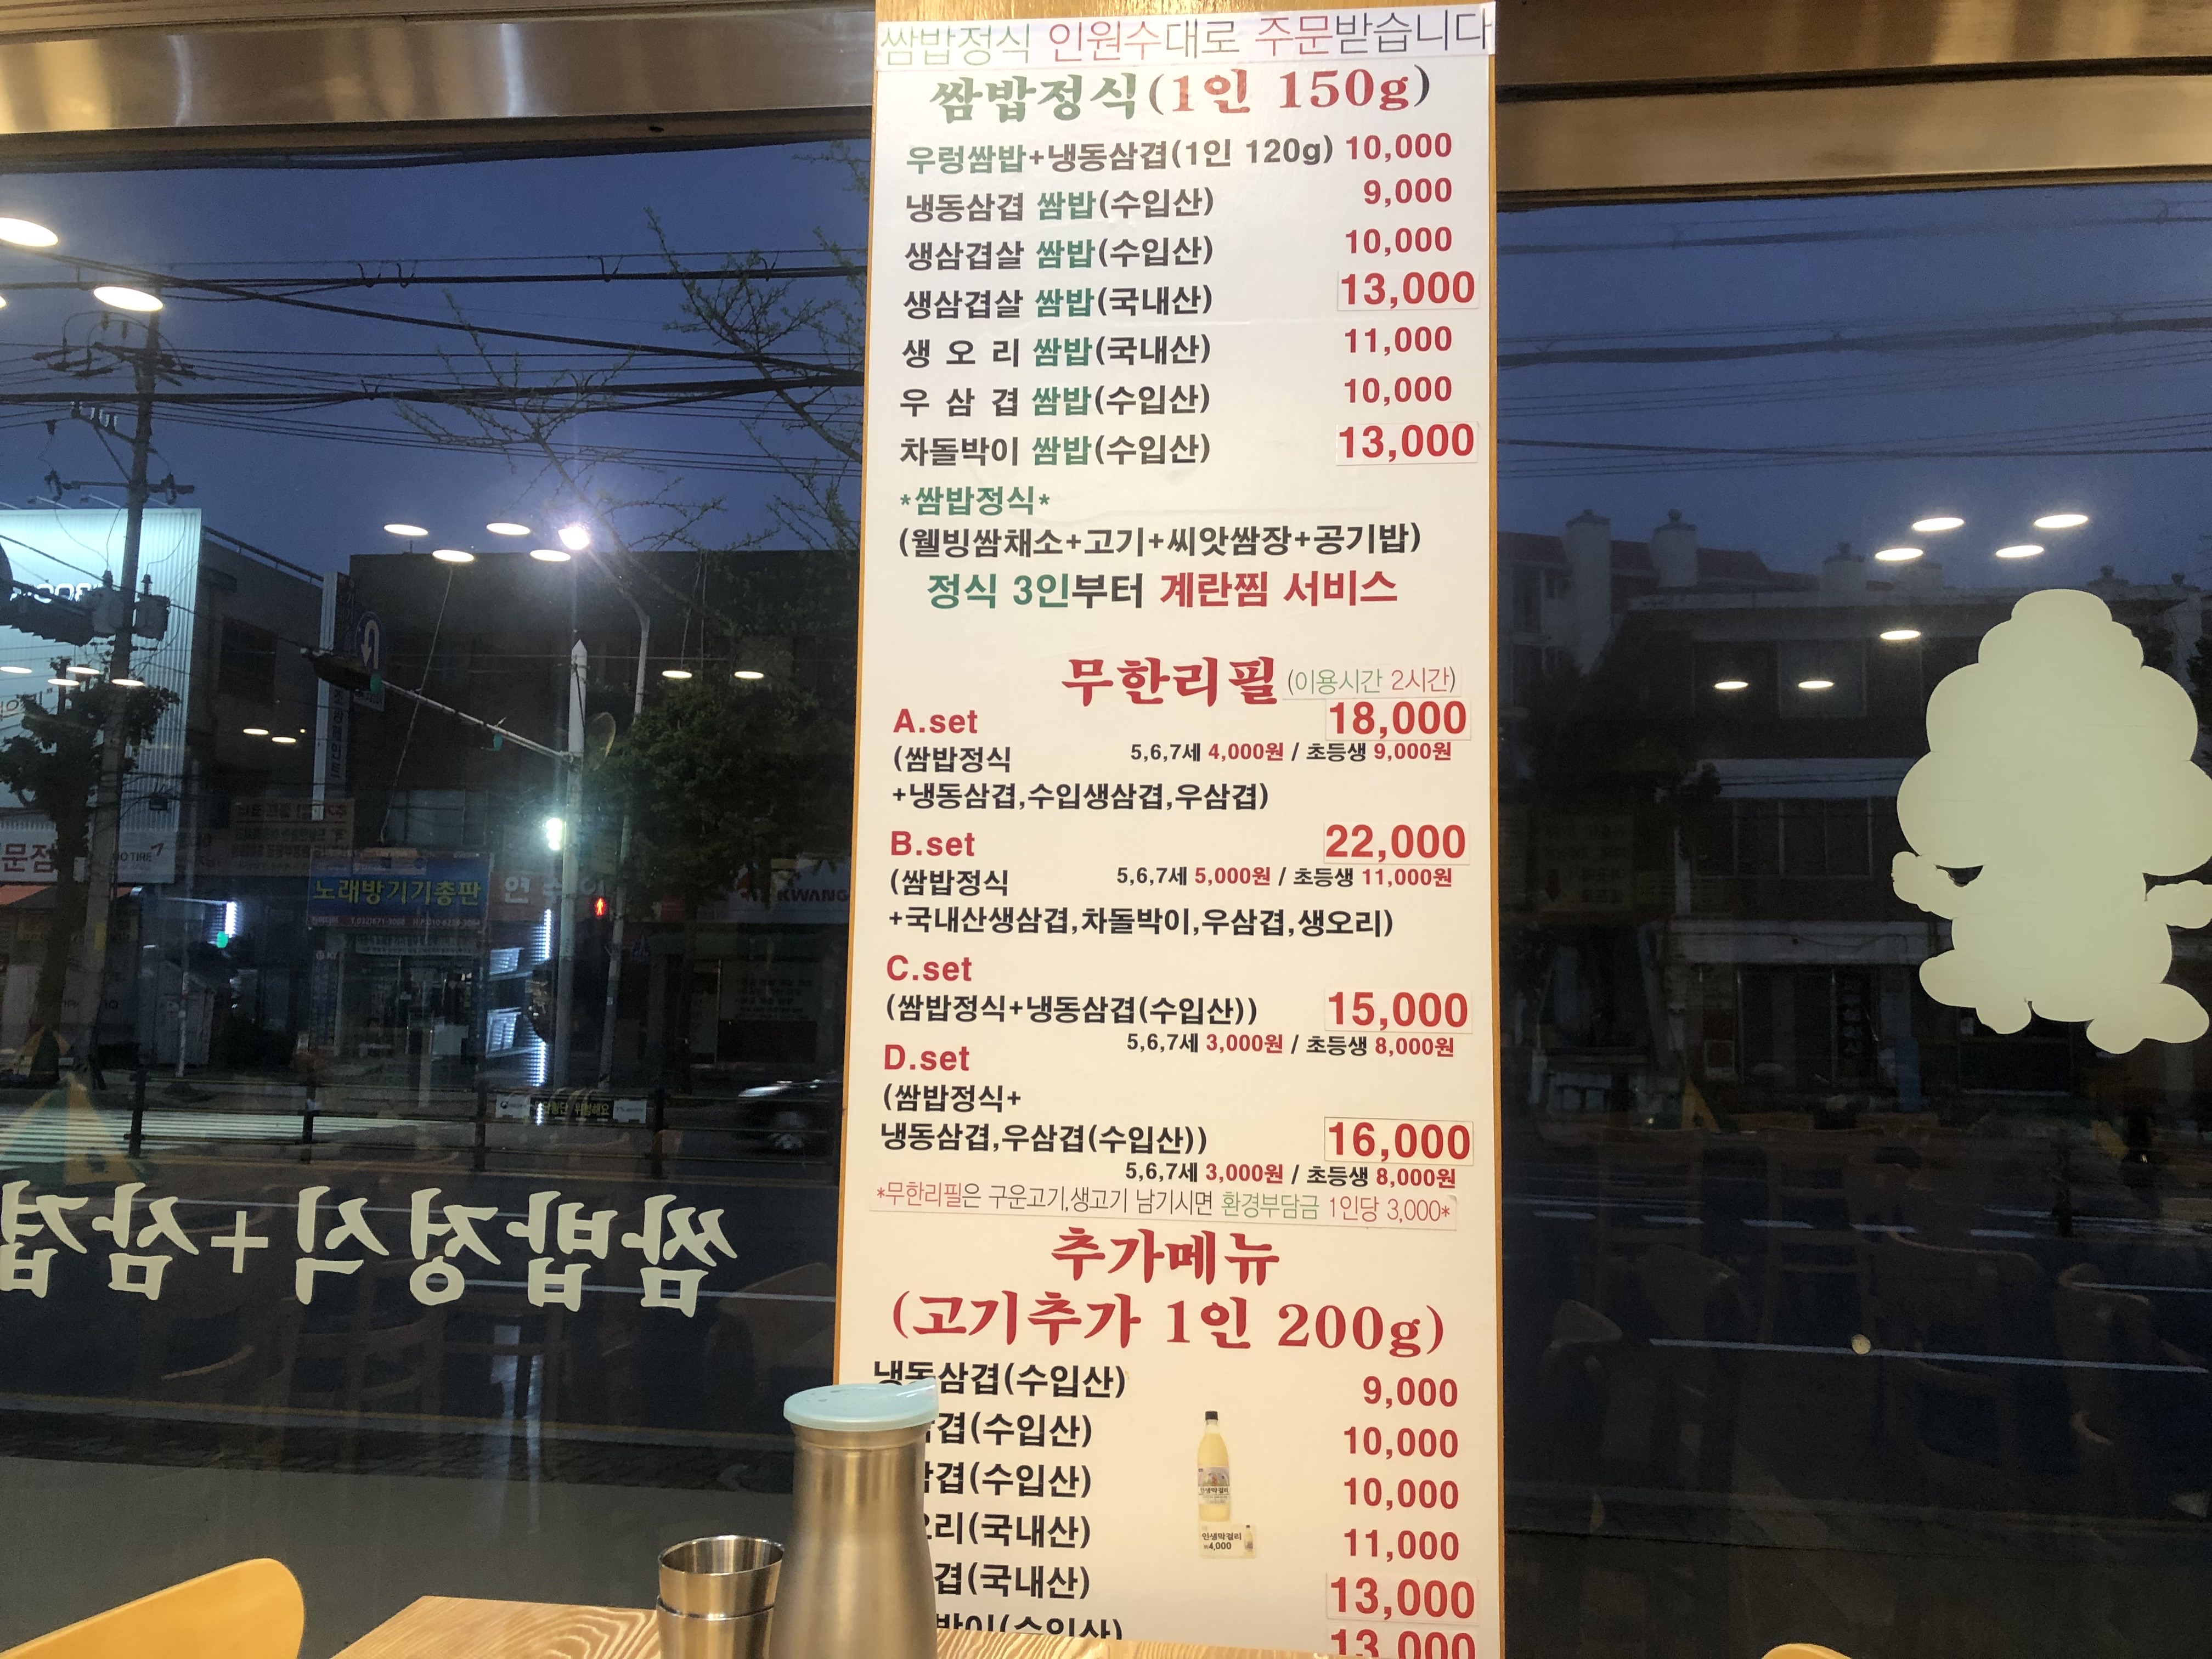 쌈밥정식 인원수대로 주문받습니다
쌈밥정식(1인 150g)
우렁쌈밥+냉동삼겹(1인 120g) 10,000
냉동삼겹 쌈밥(수입산) 9,000
생삼겹살 쌈밥(수입산) 10,000
생삼겹살 쌈밥(국내산) 13,000
생 오 리 쌈밥(국내산) 11,000
우 삼 겹 쌈밥(수입산) 10,000
차돌박이 쌈밥(수입산) 13,000
*쌈밥정식*
(웰빙쌈채소+고기+씨앗쌈장+공기밥)
정식 3인부터 계란찜 서비스
무한리필 (이용시간 2시간)
A.set 18,000
(쌈밥정식 5,6,7세 4,000원 / 초등생 9,000원
+냉동삼겹,수입생삼겹,우삼겹)
B.set 22,000
(쌈밥정식 5,6,7세 5,000원 / 초등생 11,000원
+국내산생삼겹,차돌박이,우삼겹,생오리)
C.set
(쌈밥정식+냉동삼겹(수입산)) 15,000
5,6,7세 3,000원 / 초등생 8,000원
D.set
(쌈밥정식+
냉동삼겹,우삼겹(수입산)) 16,000
5,6,7세 3,000원 / 초등생 8,000원
*무한리필은 구운고기,생고기 남기시면 환경부담금 1인당 3,000*
추가메뉴
(고기추가 1인 200g)
냉동삼겹(수입산) 9,000
겹(수입산) 10,000
겹(수입산) 10,000
오리(국내산) 11,000
겹(국내산) 13,000
박이(수입산) 13,000
인생막걸리
₩4,000
쌈밥정식+삼겹
노래방기기총판
문점
KWANG